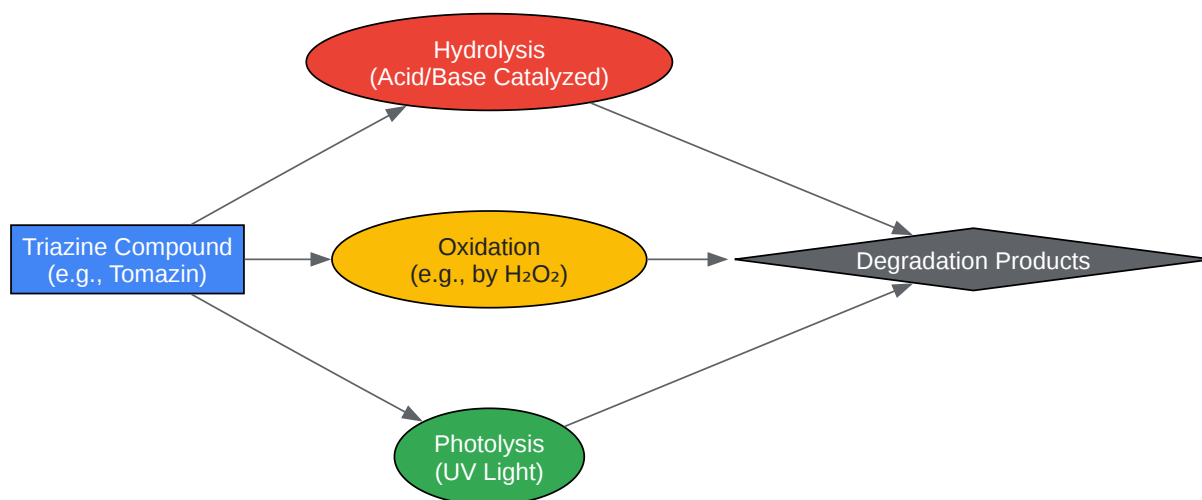 Hydrolysis
(Acid/Base Catalyzed)
Triazine Compound
(e.g., Tomazin)
Oxidation
(e.g., by H₂O₂)
Degradation Products
Photolysis
(UV Light)